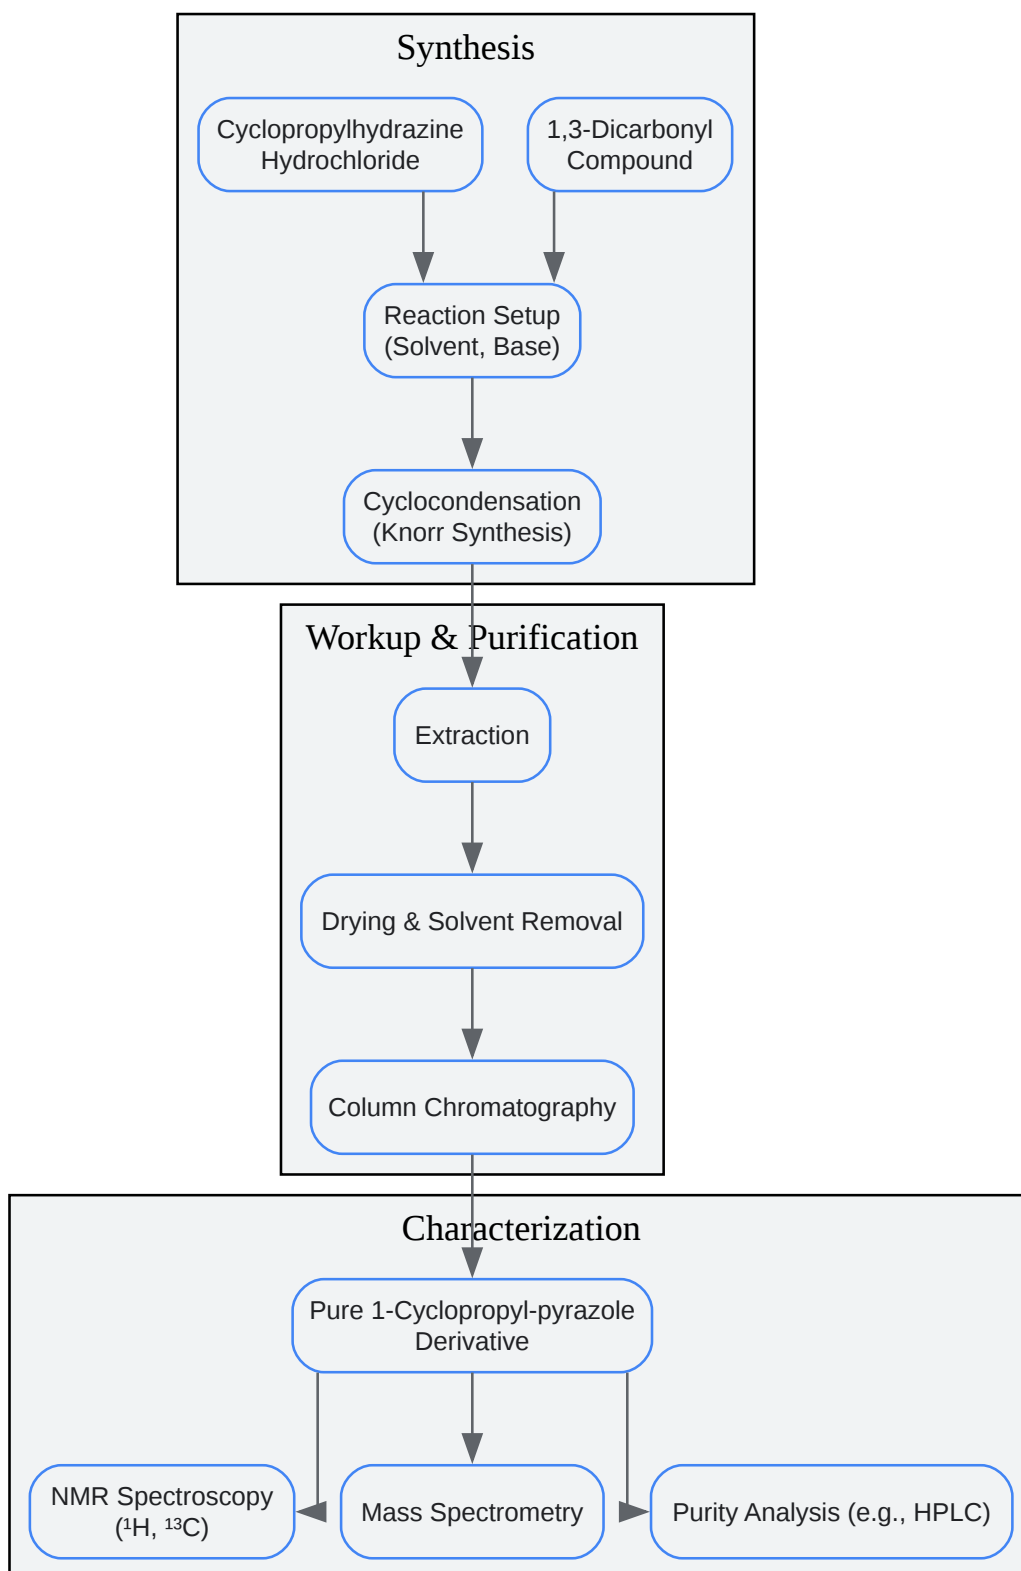 Synthesis
Cyclopropylhydrazine
Hydrochloride
1,3-Dicarbonyl
Compound
Reaction Setup
(Solvent, Base)
Cyclocondensation
(Knorr Synthesis)
Workup & Purification
Extraction
Drying & Solvent Removal
Column Chromatography
Characterization
Pure 1-Cyclopropyl-pyrazole
Derivative
NMR Spectroscopy
(¹H, ¹³C)
Mass Spectrometry
Purity Analysis (e.g., HPLC)